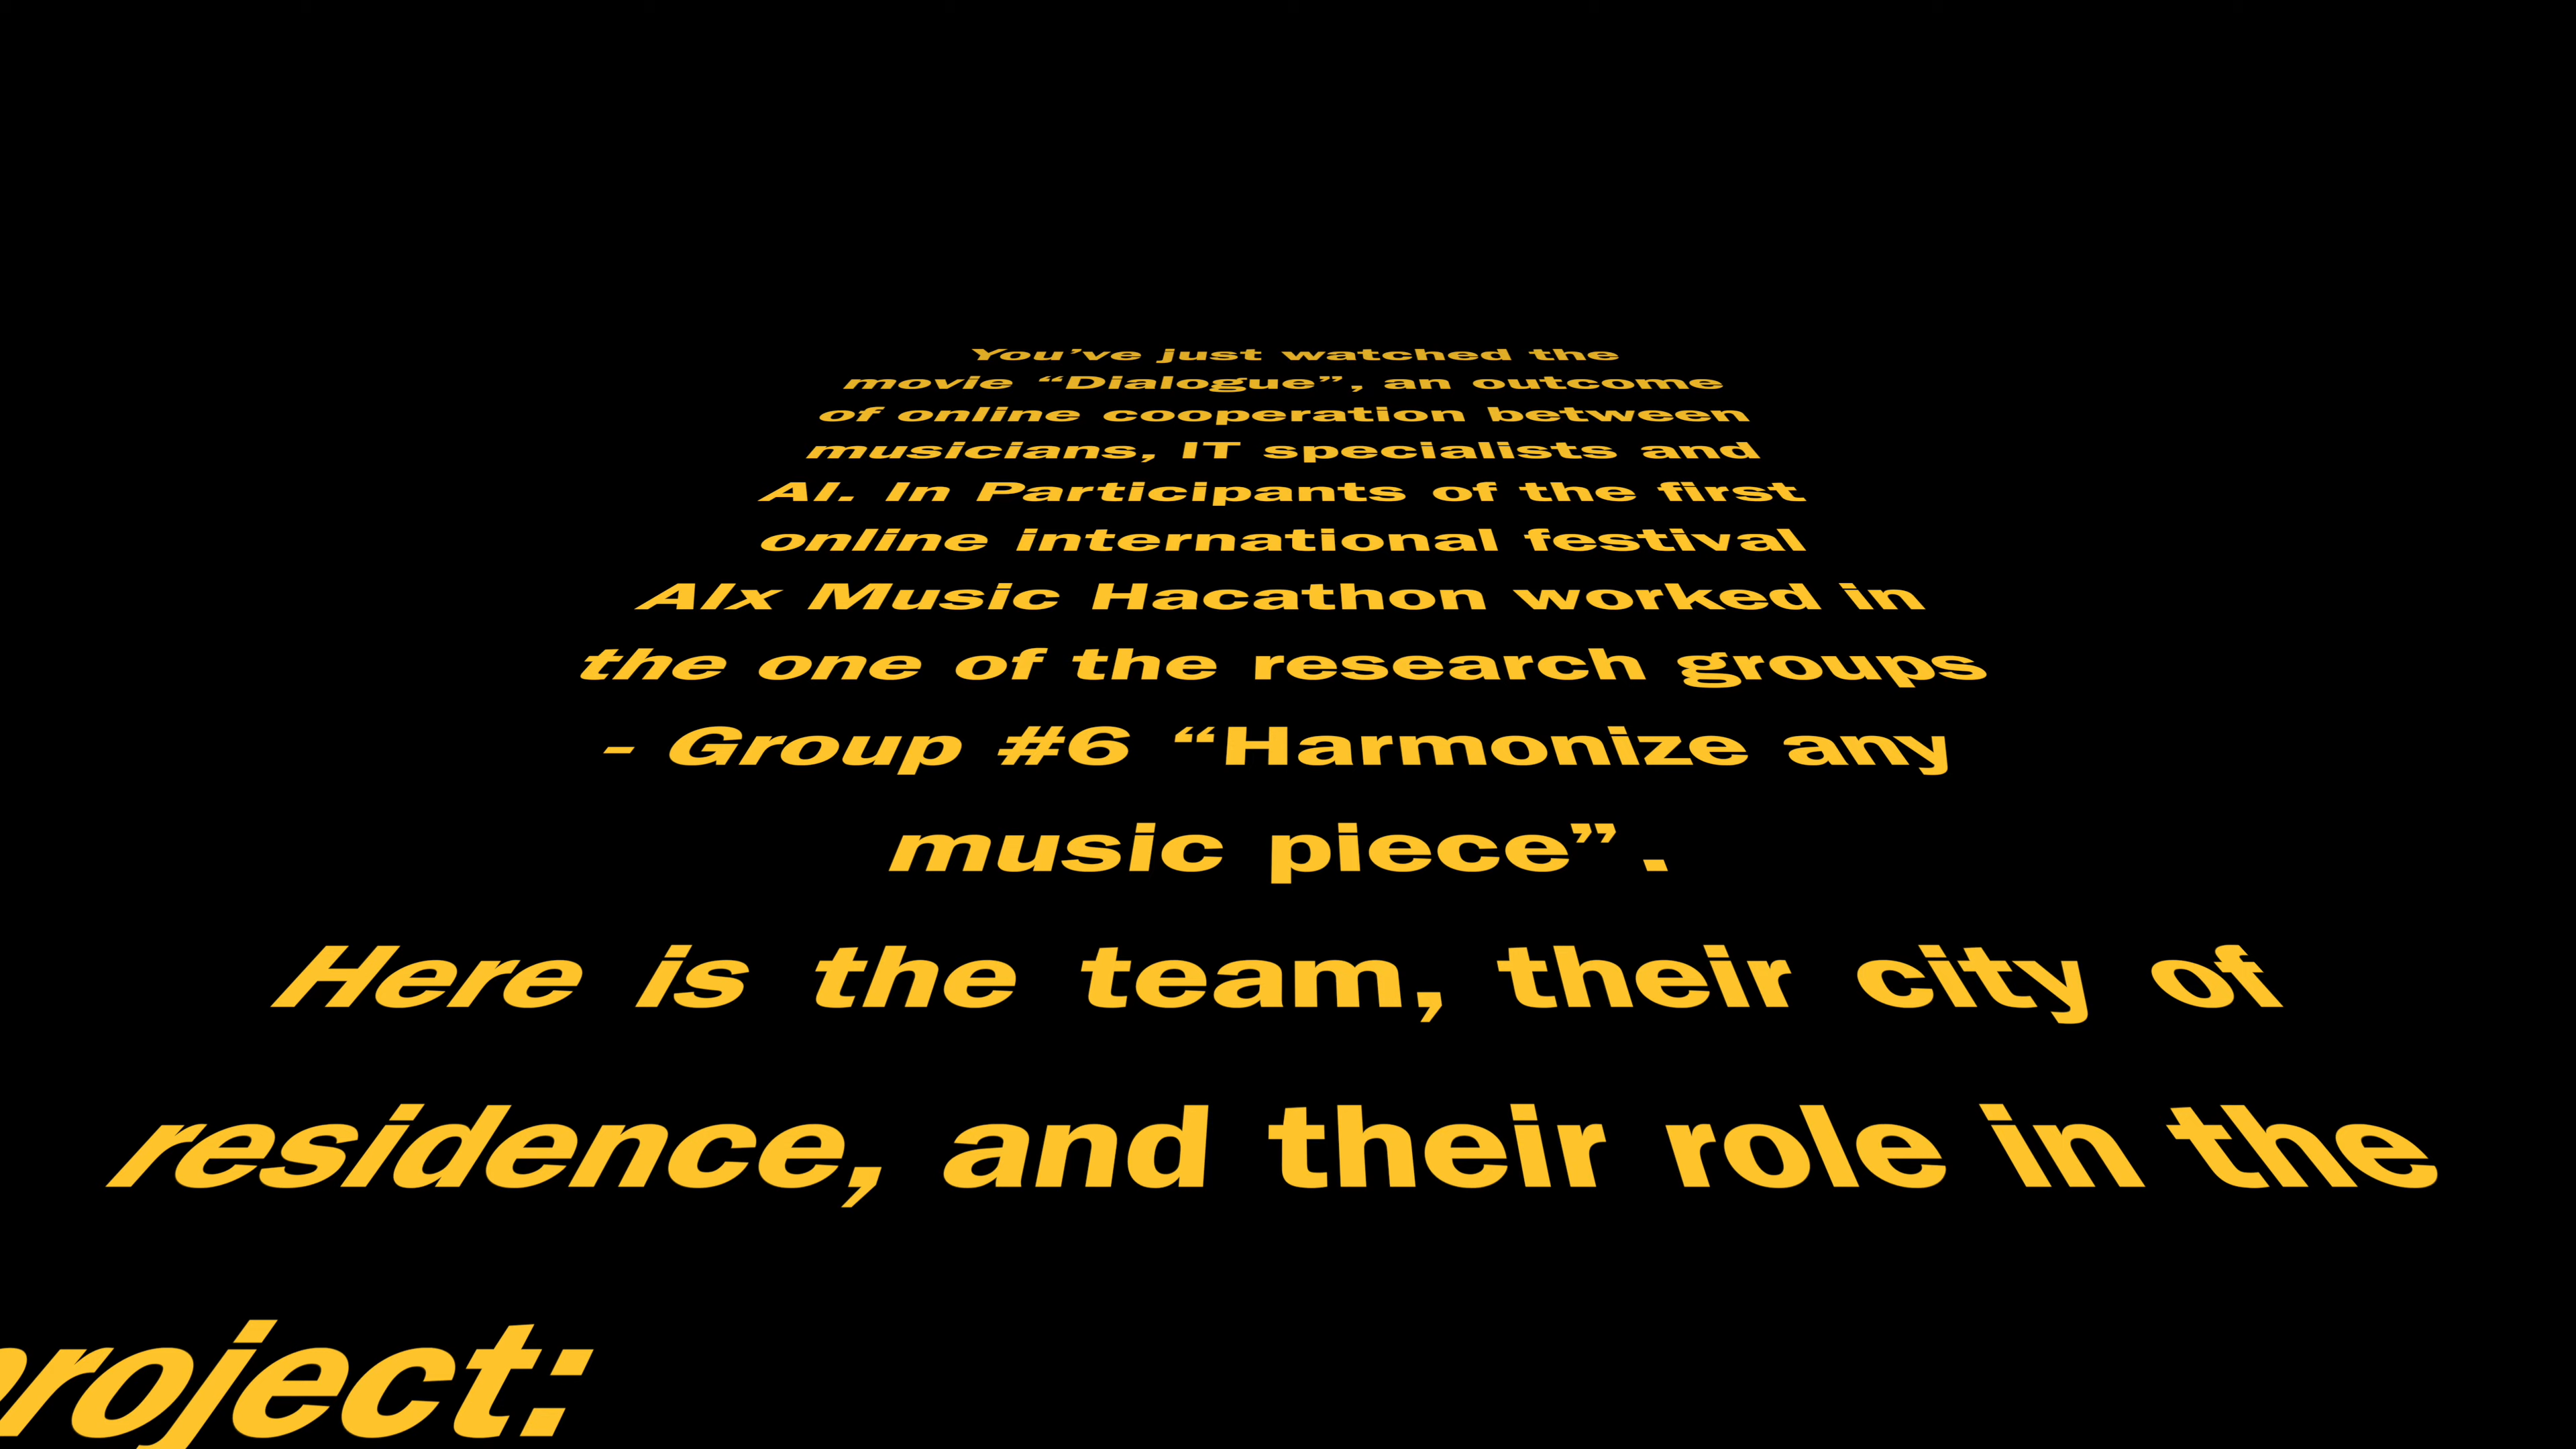 You’ve just watched the
movie “Dialogue”, an outcome
of online cooperation between
musicians, IT specialists and
AI. In Participants of the first
online international festival
AIx Music Hacathon worked in
the one of the research groups
- Group #6 “Harmonize any
music piece”.
Here is the team, their city of
residence, and their role in the
project: